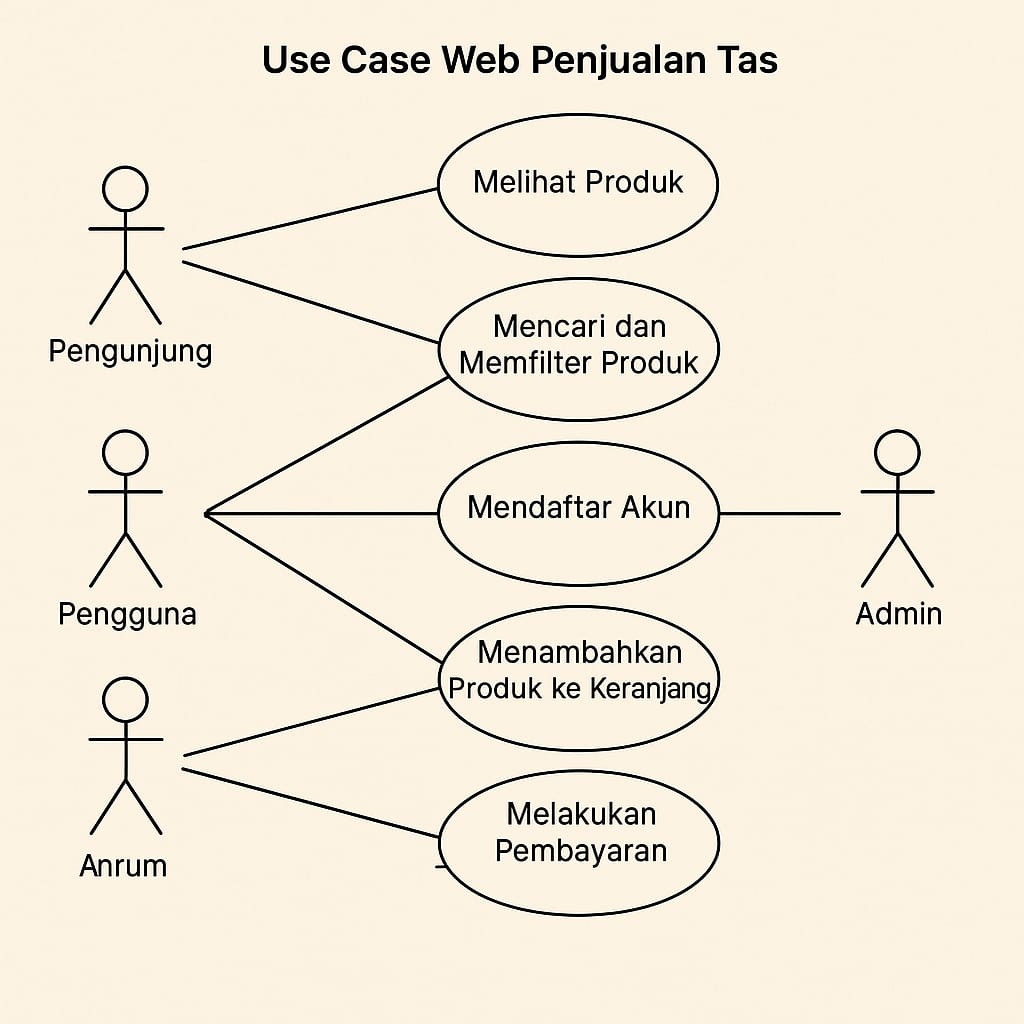 Use Case Web Penjualan Tas
Melihat Produk
Pengunjung
Mencari dan
Memfilter Produk
Mendaftar Akun
Pengguna
Admin
Menambahkan
Produk ke Keranjang
Anrum
Melakukan
Pembayaran